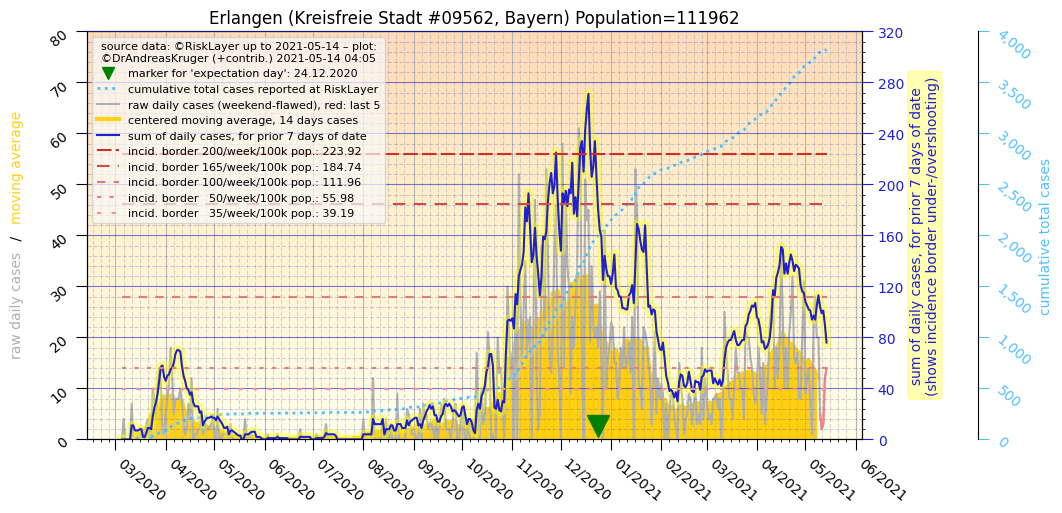 Erlangen (Kreisfreie Stadt #09562, Bayern) Population=111962
source data: ©RiskLayer up to 2021-05-14 – plot:
©DrAndreasKruger (+contrib.) 2021-05-14 04:05
marker for 'expectation day': 24.12.2020
cumulative total cases reported at RiskLayer
raw daily cases (weekend-flawed), red: last 5
centered moving average, 14 days cases
sum of daily cases, for prior 7 days of date
incid. border 200/week/100k pop.: 223.92
incid. border 165/week/100k pop.: 184.74
incid. border 100/week/100k pop.: 111.96
incid. border   50/week/100k pop.: 55.98
incid. border   35/week/100k pop.: 39.19
raw daily cases   /   moving average
80
70
60
50
40
30
20
10
0
03/2020
04/2020
05/2020
06/2020
07/2020
08/2020
09/2020
10/2020
11/2020
12/2020
01/2021
02/2021
03/2021
04/2021
05/2021
06/2021
320
280
240
200
160
120
80
40
0
sum of daily cases, for prior 7 days of date
(shows incidence border under-/overshooting)
4,000
3,500
3,000
2,500
2,000
1,500
1,000
500
0
cumulative total cases